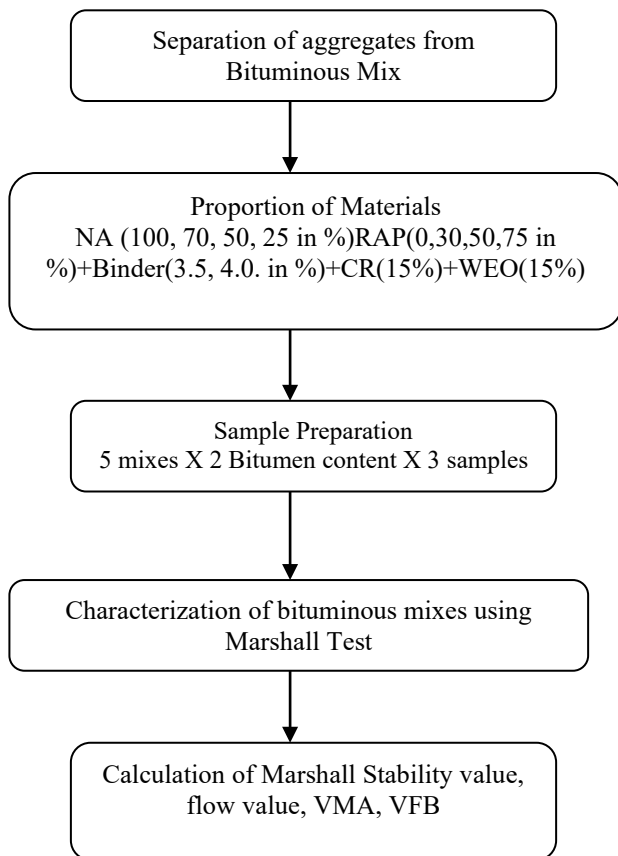 Separation of aggregates from
Bituminous Mix
Proportion of Materials
NA (100, 70, 50, 25 in %)RAP(0,30,50,75 in
%)+Binder(3.5, 4.0. in %)+CR(15%)+WEO(15%)
Sample Preparation
5 mixes X 2 Bitumen content X 3 samples
Characterization of bituminous mixes using
Marshall Test
Calculation of Marshall Stability value,
flow value, VMA, VFB